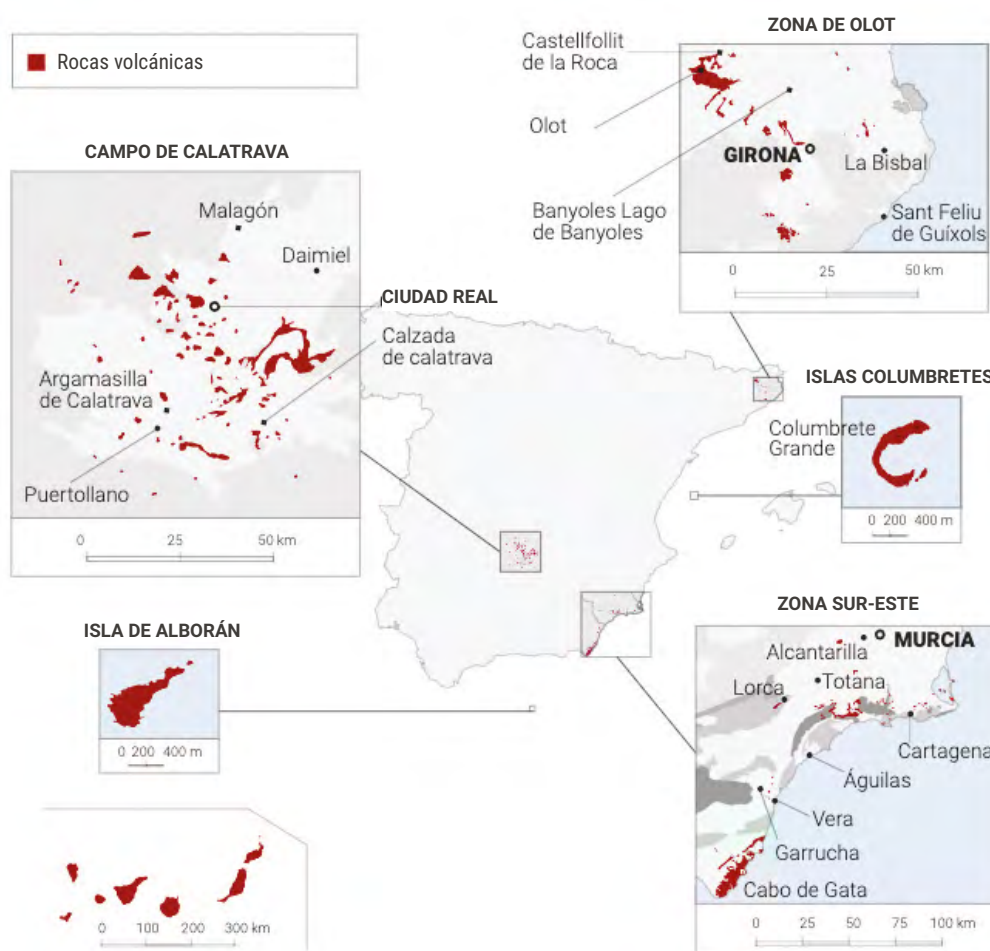 Rocas volcánicas
ZONA DE OLOT
Castellfollit
de la Roca
Olot
GIRONA
La Bisbal
Banyoles Lago
de Banyoles
Sant Feliu
de Guíxols
0 25 50 km
CAMPO DE CALATRAVA
Malagón
Daimiel
CIUDAD REAL
Calzada
de calatrava
Argamasilla
de Calatrava
Puertollano
0 25 50 km
ISLAS COLUMBRETES
Columbrete
Grande
0 200 400 m
ISLA DE ALBORÁN
0 200 400 m
ZONA SUR-ESTE
MURCIA
Alcantarilla
Totana
Lorca
Cartagena
Águilas
Vera
Garrucha
Cabo de Gata
0 25 50 75 100 km
0 100 200 300 km